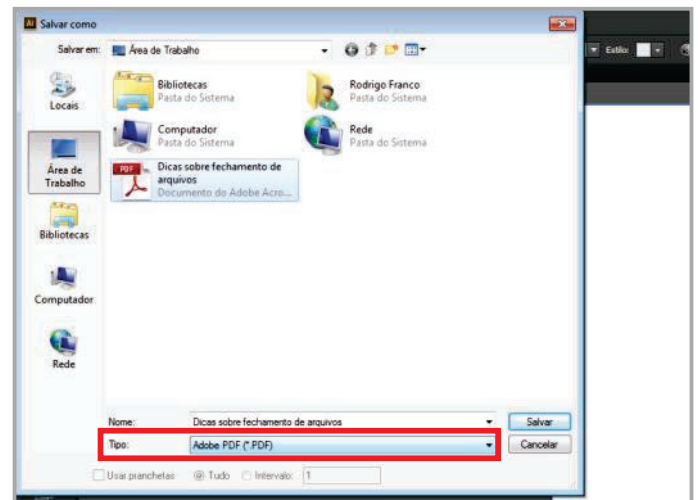 Ai Salvar como
Salvar em: Área de Trabalho
Estilo:
Locais
Área de
Trabalho
Bibliotecas
Computador
Rede
Bibliotecas
Pasta do Sistema
Rodrigo Franco
Pasta do Sistema
Computador
Pasta do Sistema
Rede
Pasta do Sistema
PDF
Dicas sobre fechamento de
arquivos
Documento do Adobe Acro...
Nome: Dicas sobre fechamento de arquivos
Salvar
Tipo: Adobe PDF (*.PDF)
Cancelar
Usar pranchetas Tudo Intervalo: 1